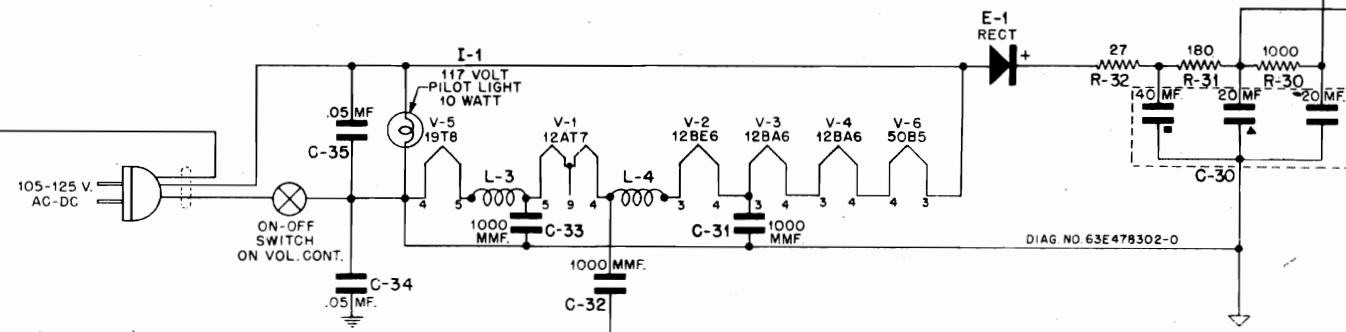 E-1
RECT
+
I-1
117 VOLT
PILOT LIGHT
10 WATT
27
R-32
180
R-31
1000
R-30
40 MF.
20 MF
20 MF.
C-30
.05 MF.
C-35
V-5
19T8
V-1
12AT7
V-2
12BE6
V-3
12BA6
V-4
12BA6
V-6
50B5
L-3
L-4
4 5 5 9 4 3 4 3 4 3 4 4 3
105-125 V.
AC-DC
ON-OFF
SWITCH
ON VOL. CONT.
1000
MMF.
C-33
C-31
1000
MMF.
DIAG. NO. 63E478302-0
1000 MMF.
C-32
C-34
.05 MF.